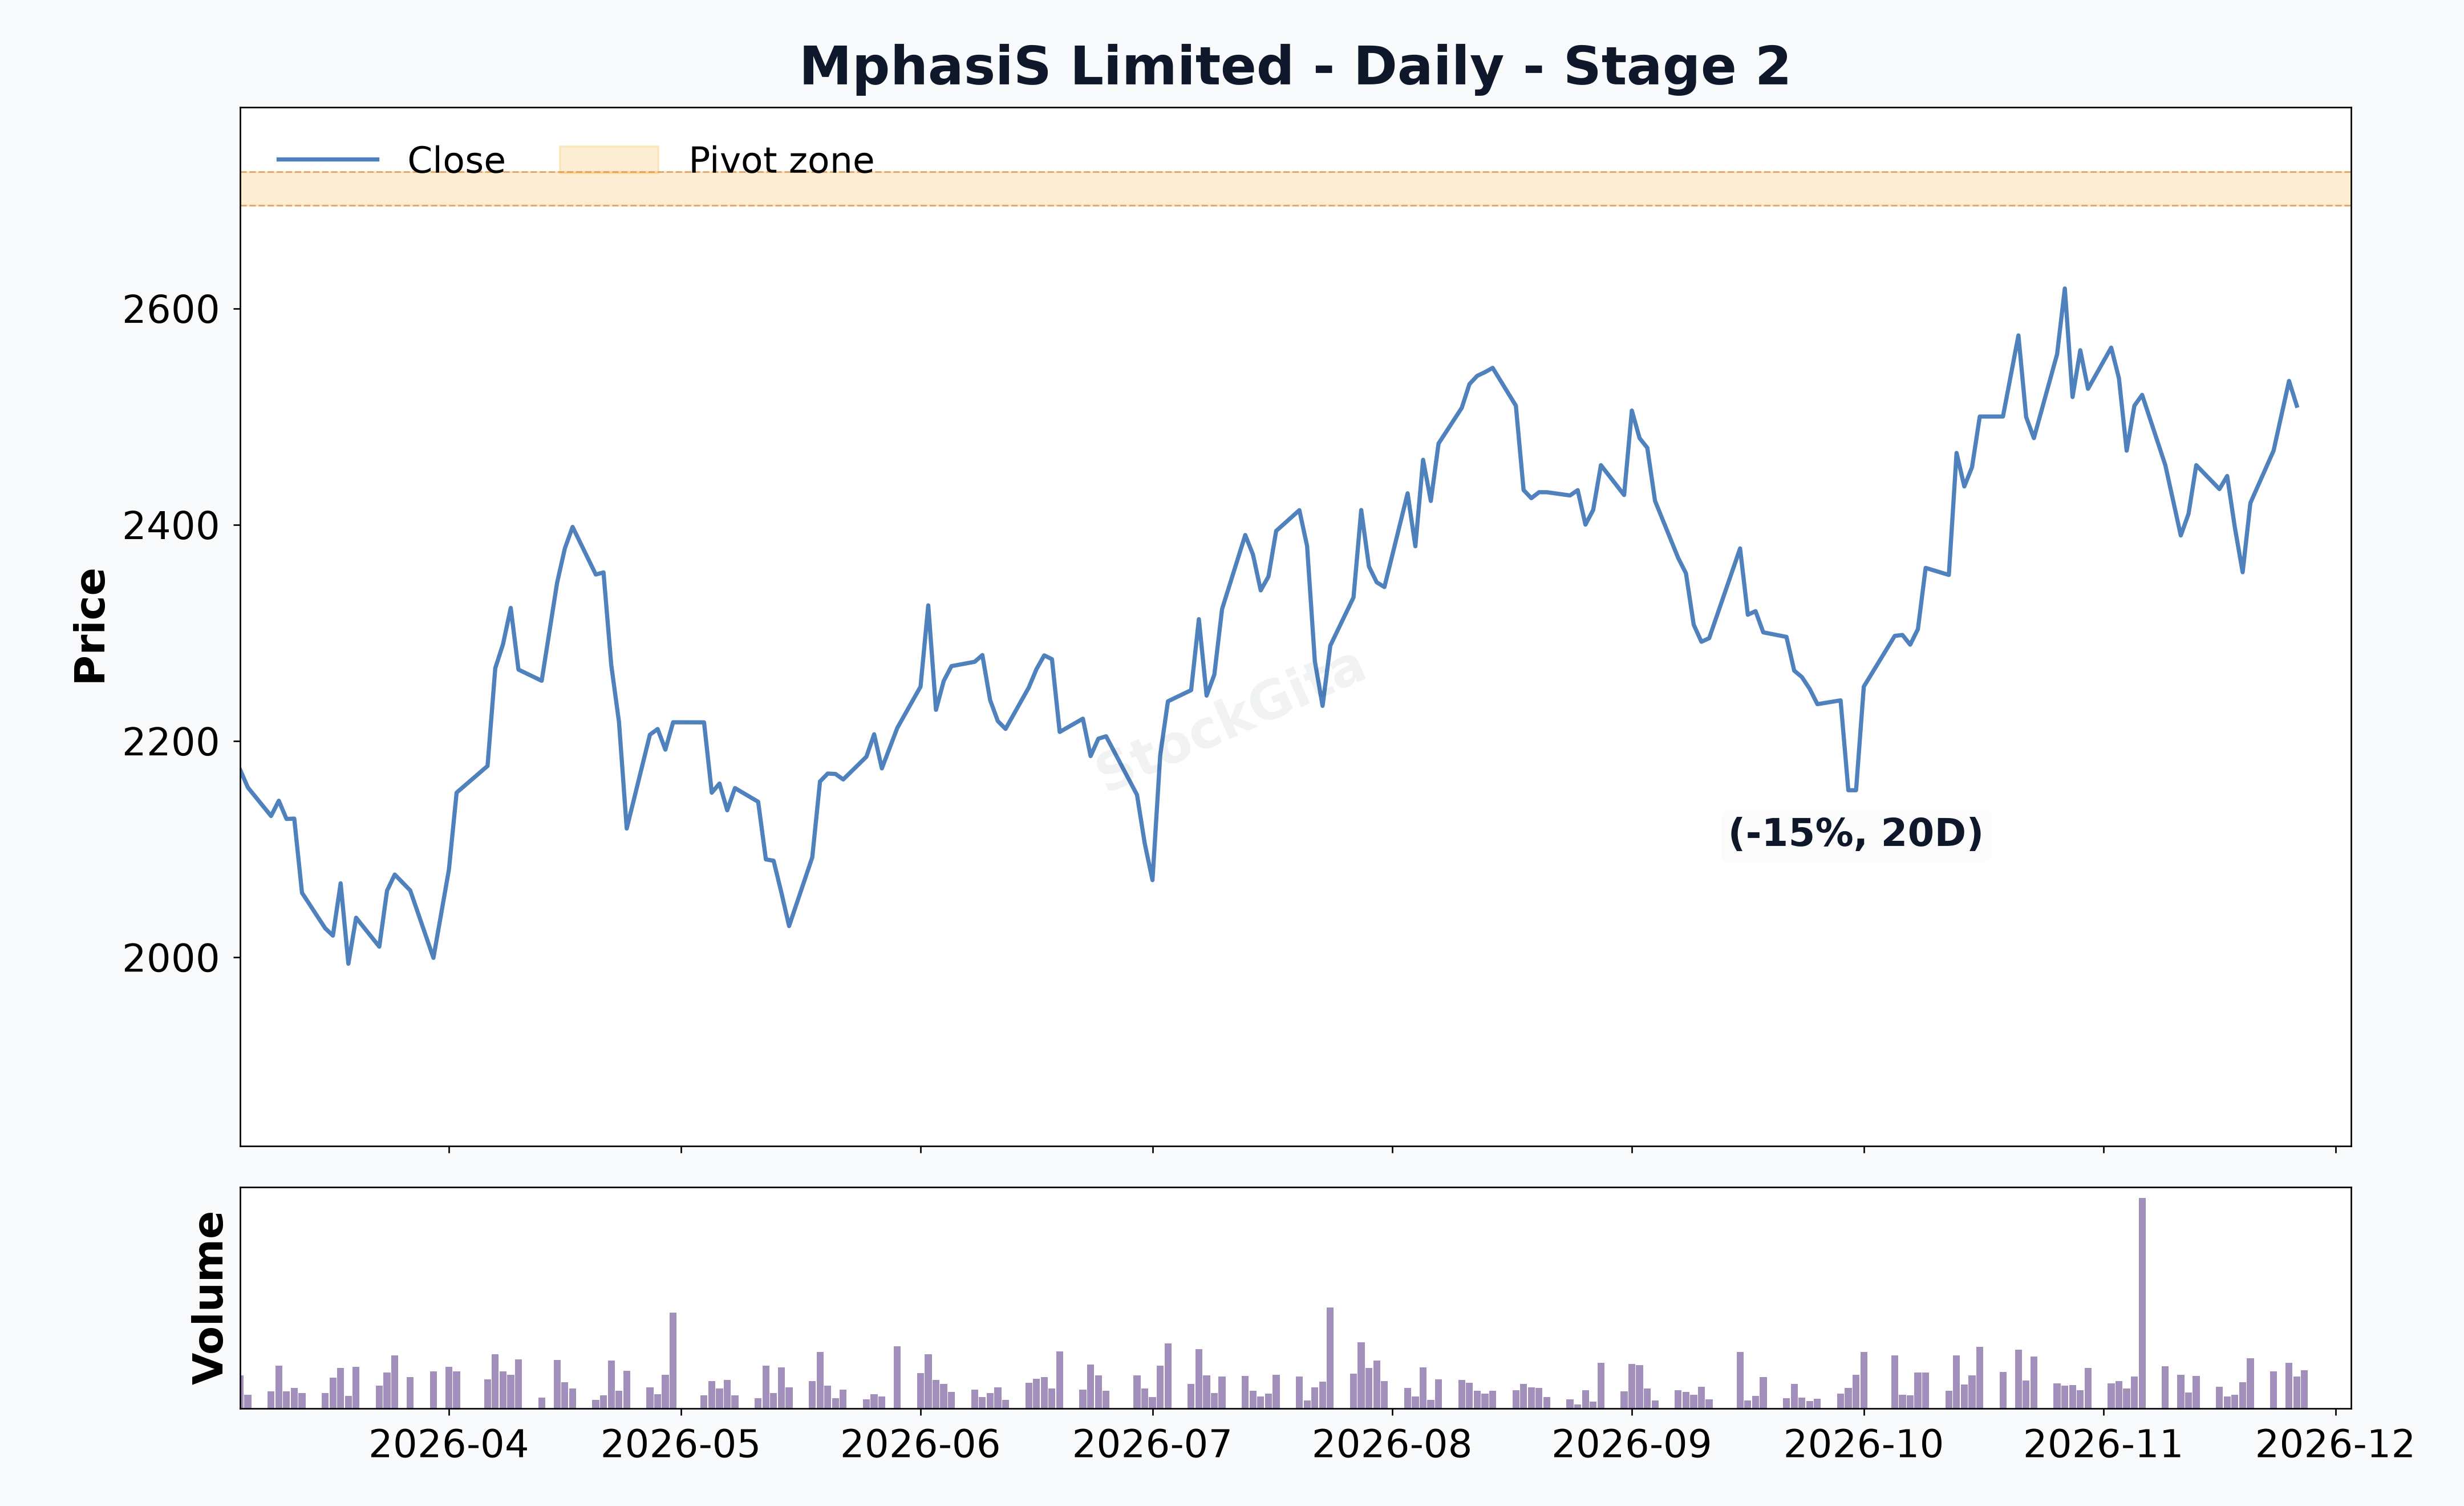 MphasiS Limited - Daily - Stage 2
Close
Pivot zone
Price
2600
2400
2200
2000
StockGita
(-15%, 20D)
Volume
2026-04
2026-05
2026-06
2026-07
2026-08
2026-09
2026-10
2026-11
2026-12